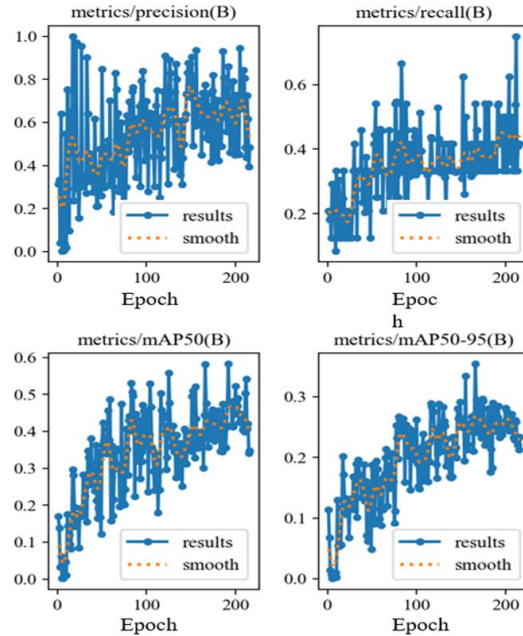 metrics/precision(B)
1.0
0.8
0.6
0.4
0.2
0.0
results
smooth
0
100
200
Epoch
metrics/recall(B)
0.6
0.4
0.2
results
smooth
0
100
200
Epoc
h
metrics/mAP50(B)
0.6
0.5
0.4
0.3
0.2
0.1
0.0
results
smooth
0
100
200
Epoch
metrics/mAP50-95(B)
0.3
0.2
0.1
0.0
results
smooth
0
100
200
Epoch